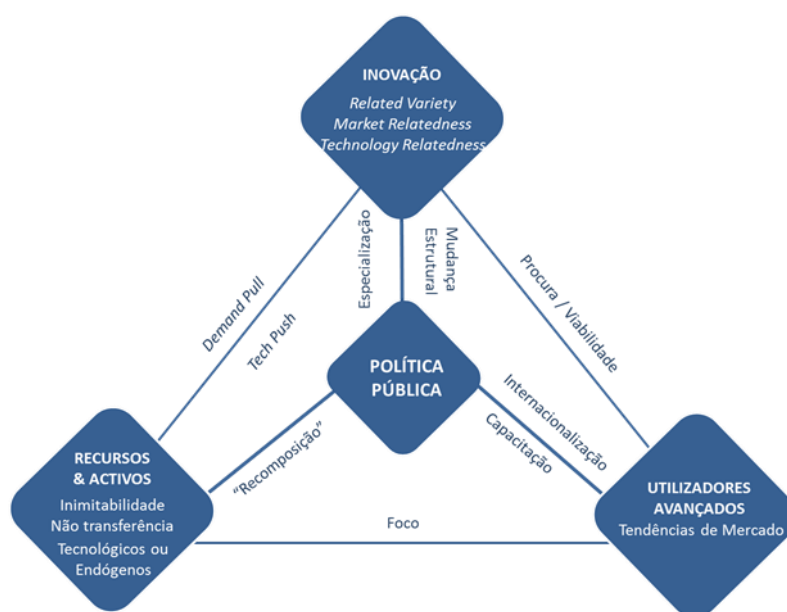 INOVAÇÃO
Related Variety
Market Relatedness
Technology Relatedness
Demand Pull
Tech Push
Especialização
Mudança
Estrutural
Procura / Viabilidade
POLÍTICA
PÚBLICA
"Recomposição"
Internacionalização
Capacitação
RECURSOS
& ACTIVOS
Inimitabilidade
Não transferência
Tecnológicos ou
Endógenos
Foco
UTILIZADORES
AVANÇADOS
Tendências de Mercado